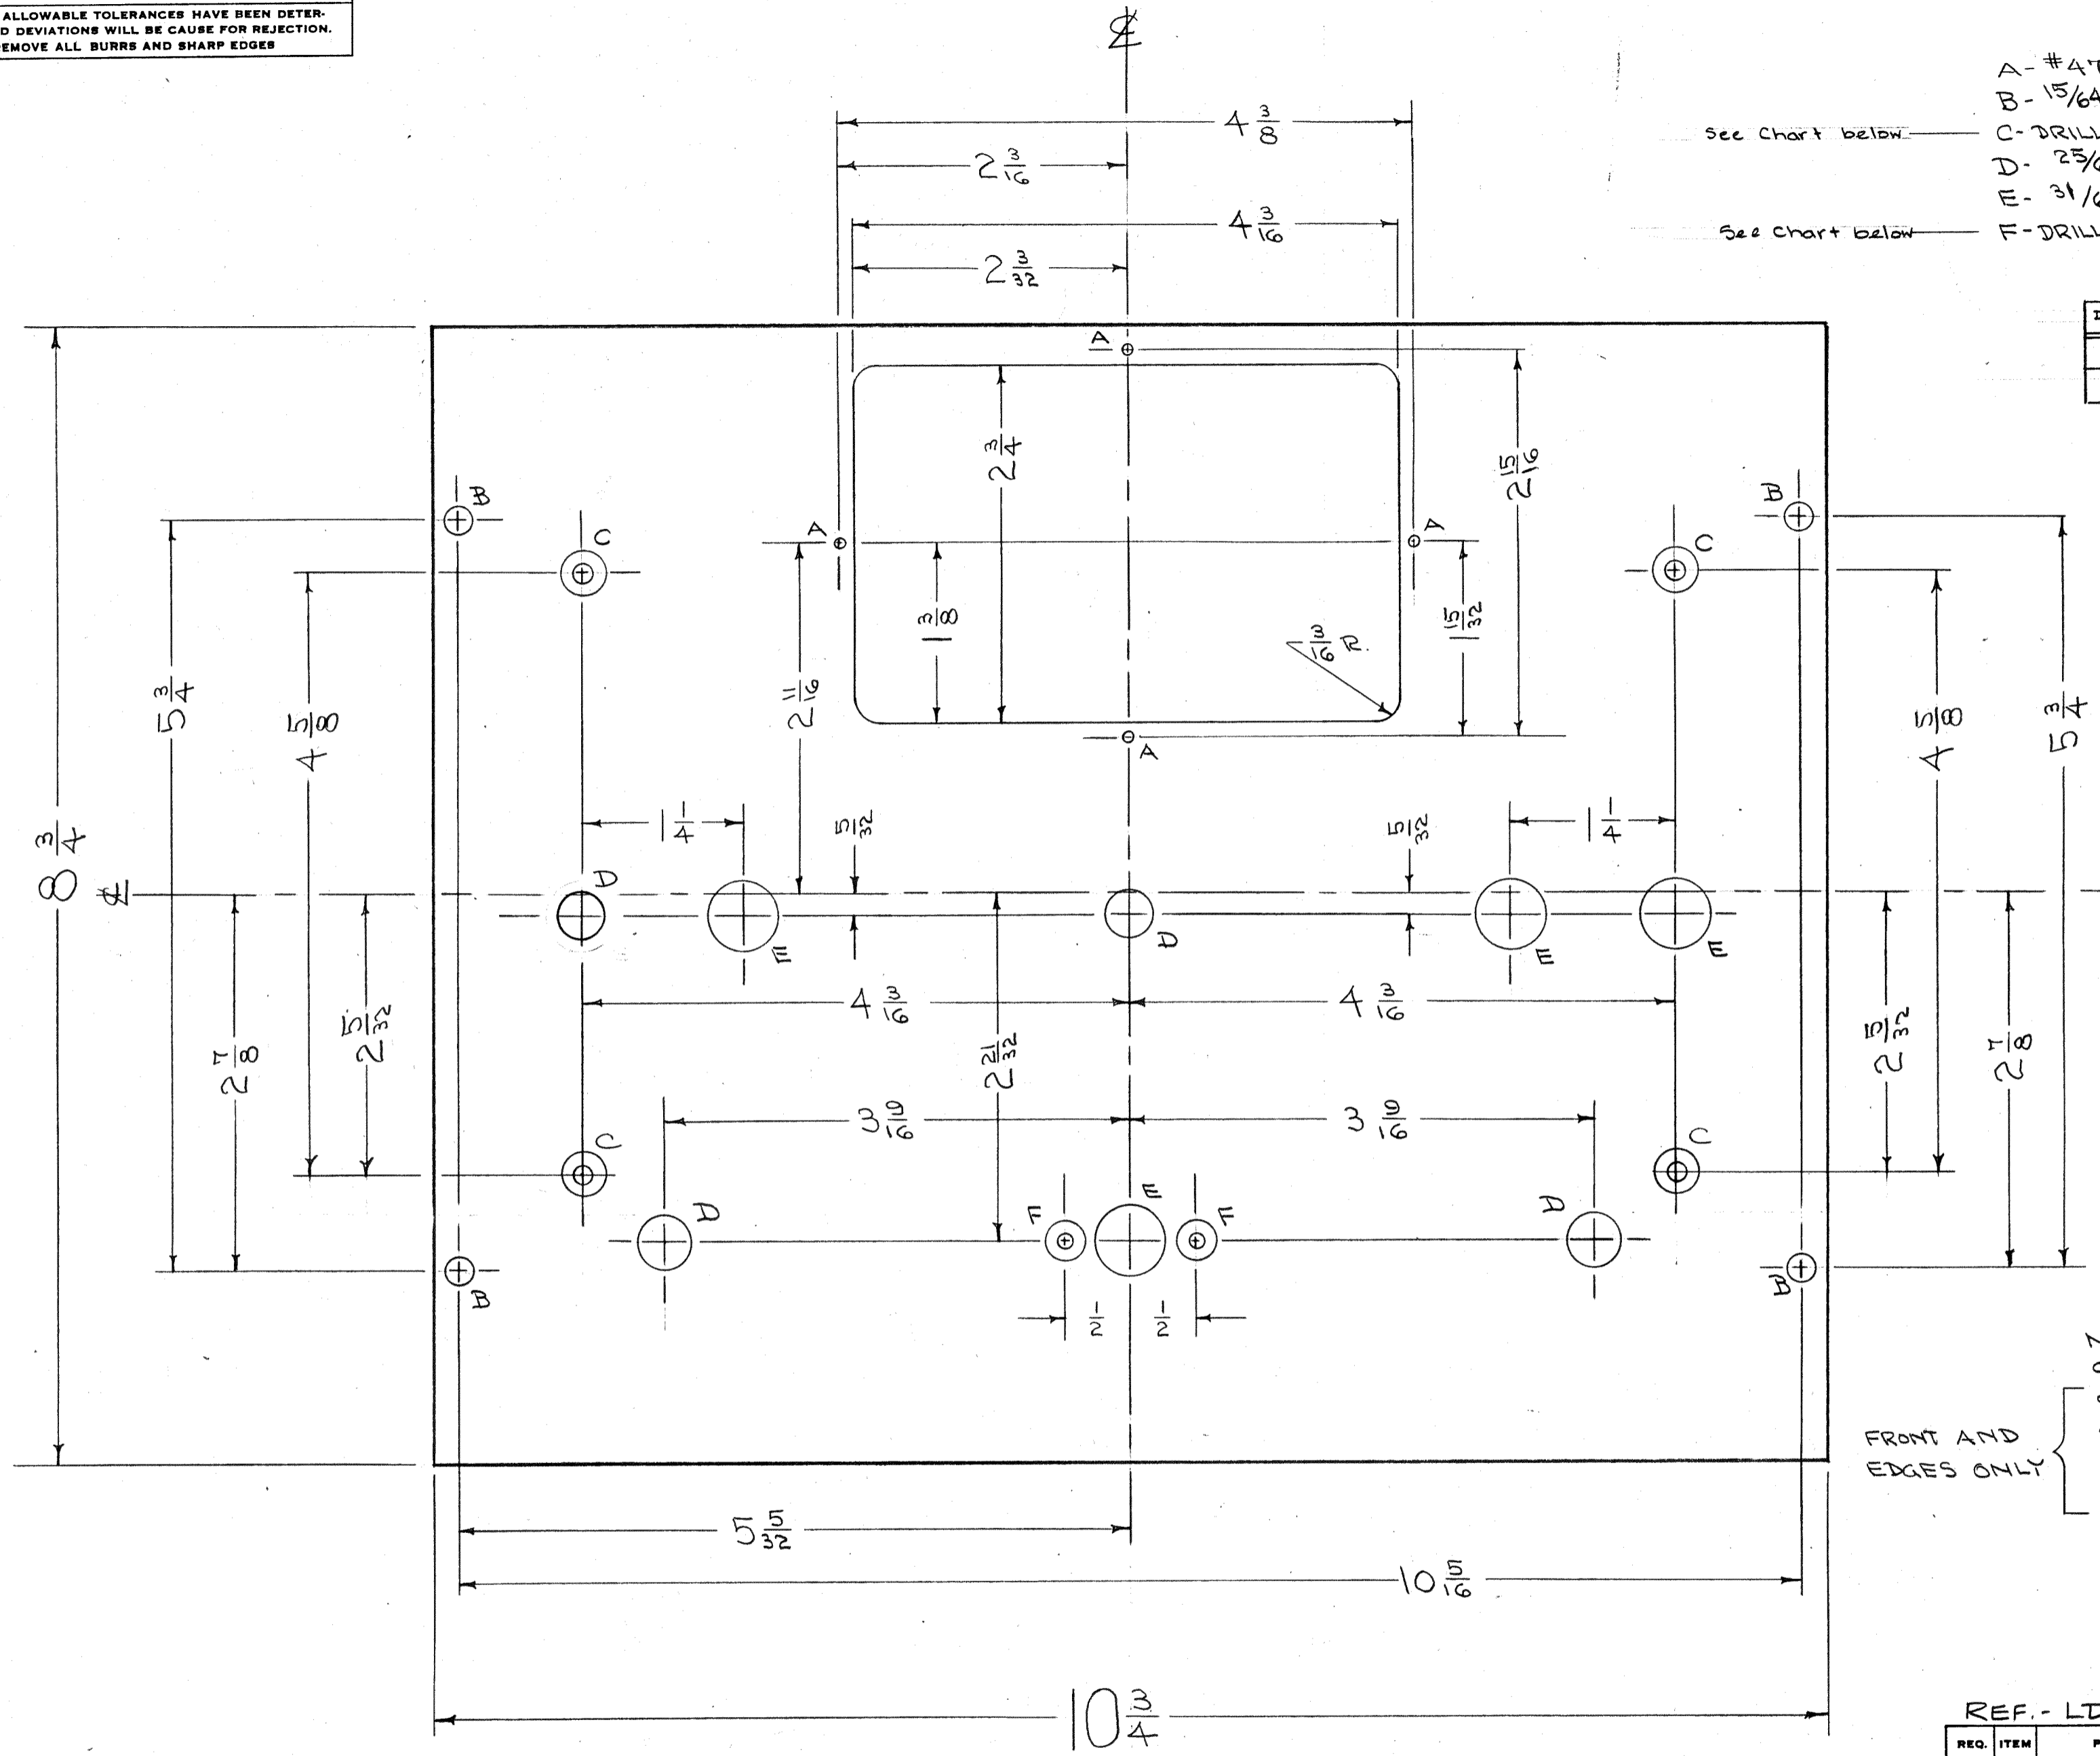 ALLOWABLE TOLERANCES HAVE BEEN DETER-
D DEVIATIONS WILL BE CAUSE FOR REJECTION.
EMOVE ALL BURRS AND SHARP EDGES
℄
A- #47
B- 15/64
See Chart below C- DRILL
D- 25/6
E- 31/6
See Chart below F- DRILL
4 3/8
2 3/16
4 3/16
2 3/32
A
2 3/4
2 15/16
B
B
C
C
A
A
1 3/8
1 15/32
3/16 R.
2 11/16
A
5 3/4
4 5/8
4 5/8
5 3/4
1 1/4
5/32
5/32
1 1/4
8 3/4
℄
D
E
D
E
E
4 3/16
4 3/16
2 7/8
2 5/32
2 21/32
2 5/32
2 7/8
3 9/16
3 9/16
C
C
D
F
E
F
D
B
B
1/2
1/2
FRONT AND
EDGES ONLY
5 5/32
10 5/16
10 3/4
REF.- LD
REQ. ITEM